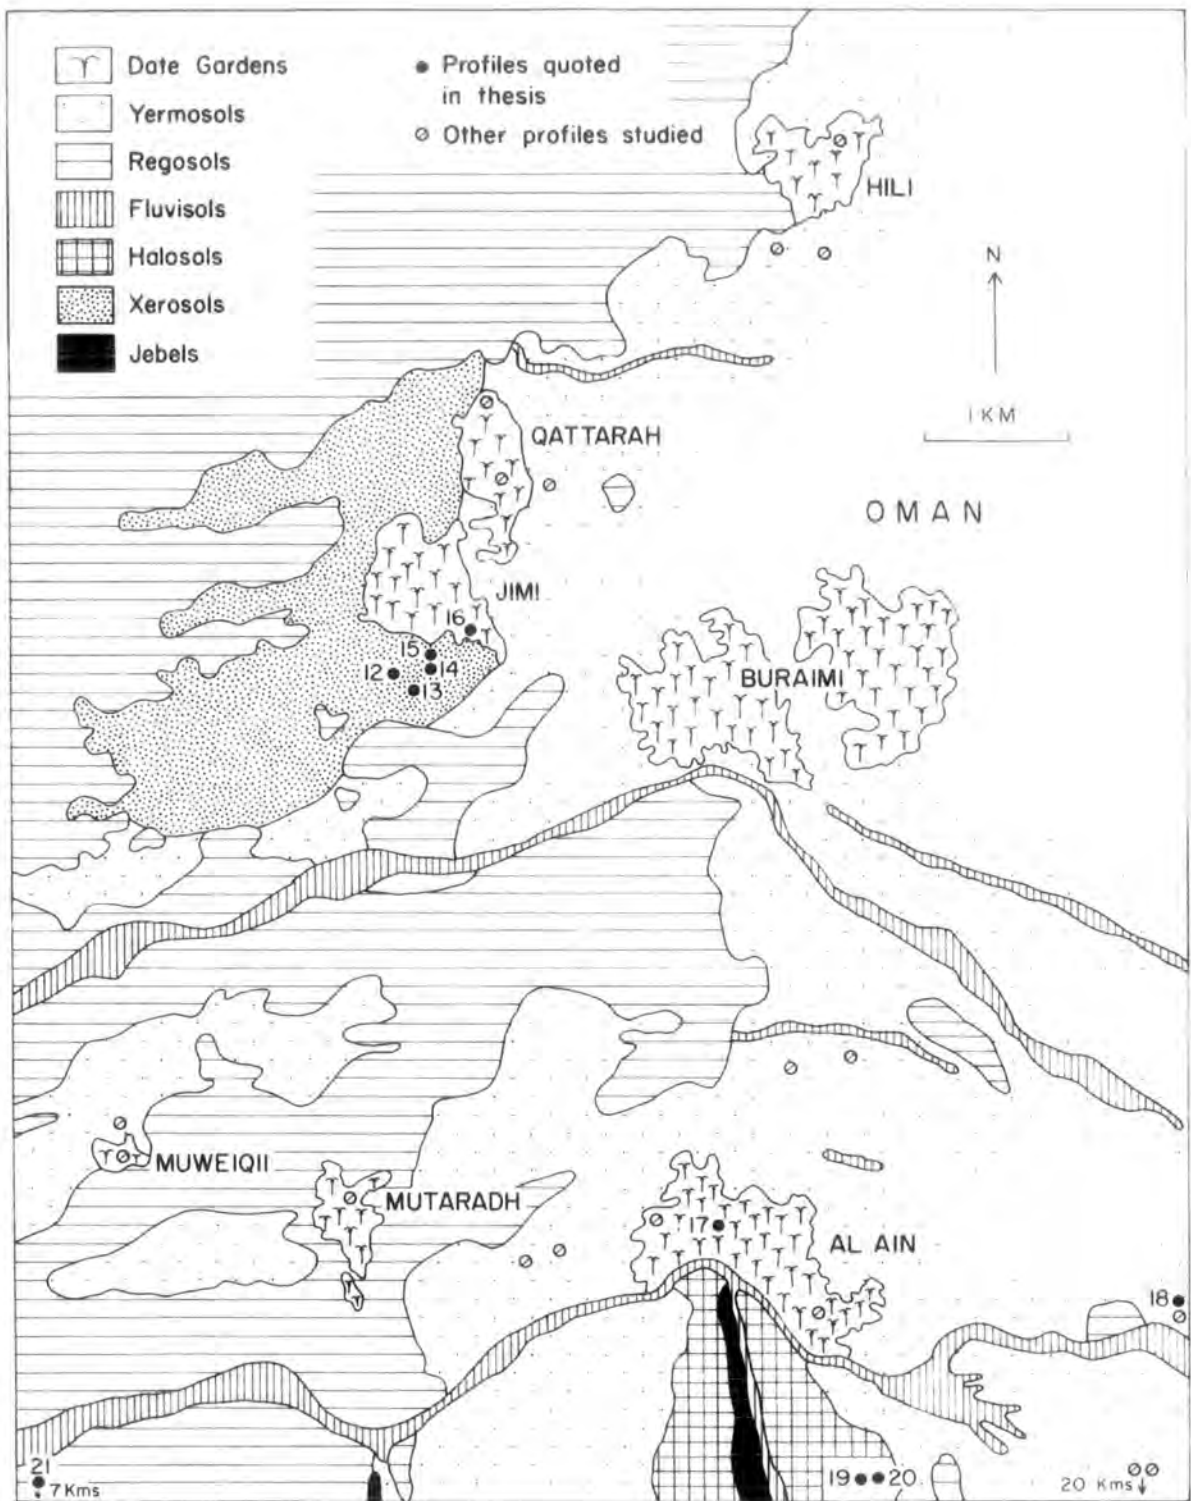 Date Gardens
Yermosols
Regosols
Fluvisols
Halosols
Xerosols
Jebels
Profiles quoted
in thesis
Other profiles studied
HILI
N
1 KM
QATTARAH
OMAN
JIMI
16
15
14
12
13
BURAIMI
MUWEIQII
MUTARADH
17
AL AIN
18
21
7 Kms
19
20
20 Kms